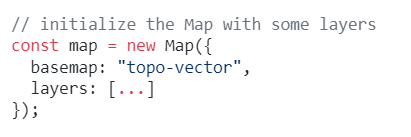 // initialize the Map with some layers
const map = new Map({
  basemap: "topo-vector",
  layers: [...]
});